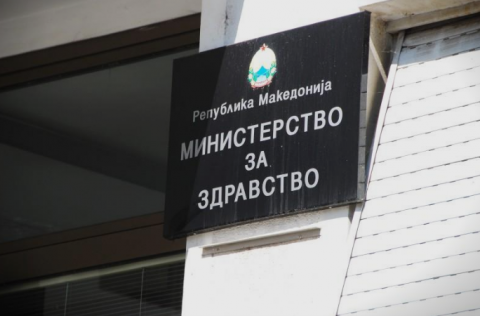 Република Македонија
МИНИСТЕРСТВО
ЗА
ЗДРАВСТВО